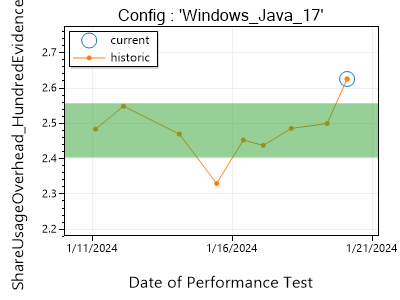 Config : 'Windows_Java_17'
ShareUsageOverhead_HundredEvidence
current
historic
2.7
2.6
2.5
2.4
2.3
2.2
1/11/2024 1/16/2024 1/21/2024
Date of Performance Test